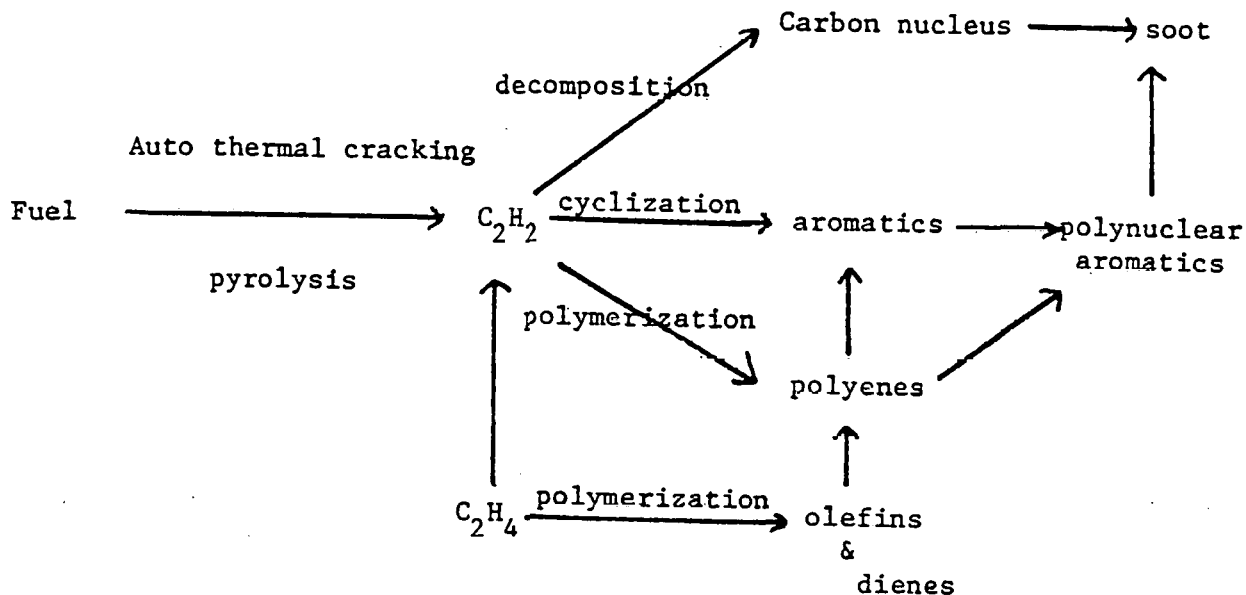 Carbon nucleus
soot
decomposition
Auto thermal cracking
Fuel
C₂H₂
cyclization
aromatics
polynuclear
aromatics
pyrolysis
polymerization
polyenes
C₂H₄
polymerization
olefins
&
dienes